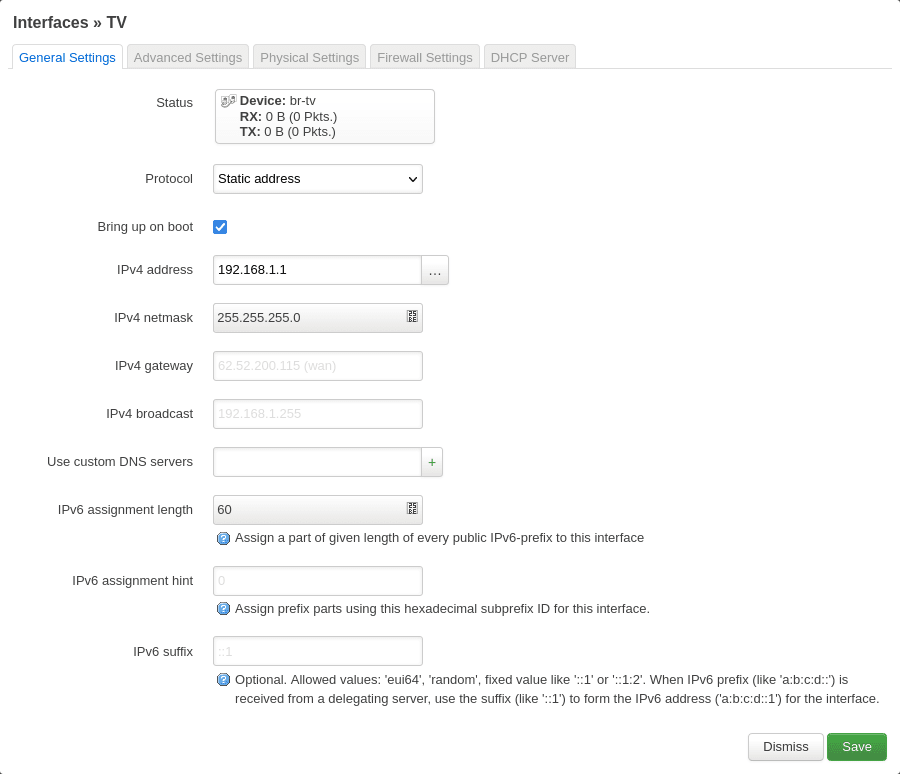 Interfaces » TV
General Settings Advanced Settings Physical Settings Firewall Settings DHCP Server
Status
Device: br-tv
RX: 0 B (0 Pkts.)
TX: 0 B (0 Pkts.)
Protocol Static address
Bring up on boot
IPv4 address 192.168.1.1 ...
IPv4 netmask 255.255.255.0
IPv4 gateway 62.52.200.115 (wan)
IPv4 broadcast 192.168.1.255
Use custom DNS servers +
IPv6 assignment length 60
Assign a part of given length of every public IPv6-prefix to this interface
IPv6 assignment hint 0
Assign prefix parts using this hexadecimal subprefix ID for this interface.
IPv6 suffix ::1
Optional. Allowed values: 'eui64', 'random', fixed value like '::1' or '::1:2'. When IPv6 prefix (like 'a:b:c:d::') is
received from a delegating server, use the suffix (like '::1') to form the IPv6 address ('a:b:c:d::1') for the interface.
Dismiss Save